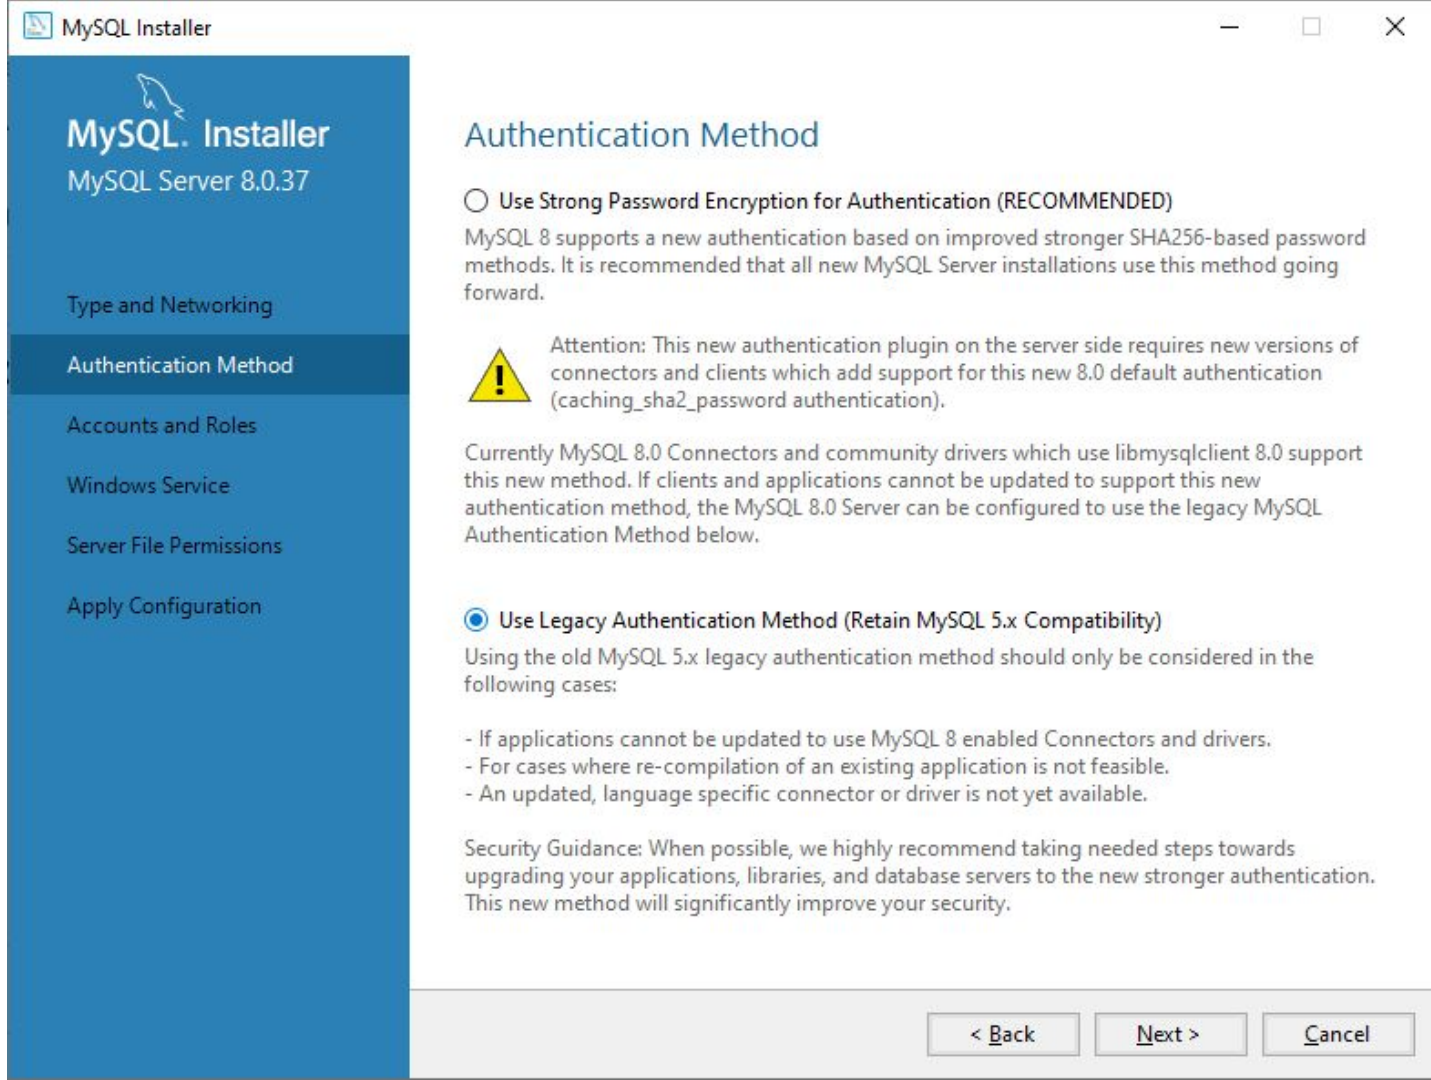 MySQL Installer
MySQL. Installer
MySQL Server 8.0.37
Type and Networking
Authentication Method
Accounts and Roles
Windows Service
Server File Permissions
Apply Configuration
Authentication Method
Use Strong Password Encryption for Authentication (RECOMMENDED)
MySQL 8 supports a new authentication based on improved stronger SHA256-based password
methods. It is recommended that all new MySQL Server installations use this method going
forward.
Attention: This new authentication plugin on the server side requires new versions of
connectors and clients which add support for this new 8.0 default authentication
(caching_sha2_password authentication).
Currently MySQL 8.0 Connectors and community drivers which use libmysqlclient 8.0 support
this new method. If clients and applications cannot be updated to support this new
authentication method, the MySQL 8.0 Server can be configured to use the legacy MySQL
Authentication Method below.
Use Legacy Authentication Method (Retain MySQL 5.x Compatibility)
Using the old MySQL 5.x legacy authentication method should only be considered in the
following cases:
- If applications cannot be updated to use MySQL 8 enabled Connectors and drivers.
- For cases where re-compilation of an existing application is not feasible.
- An updated, language specific connector or driver is not yet available.
Security Guidance: When possible, we highly recommend taking needed steps towards
upgrading your applications, libraries, and database servers to the new stronger authentication.
This new method will significantly improve your security.
< Back
Next >
Cancel